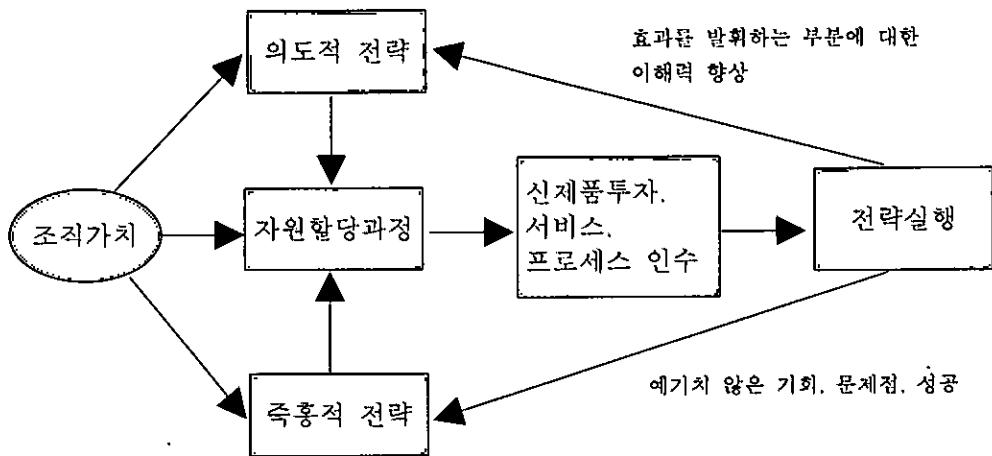 의도적 전략
효과를 발휘하는 부분에 대한
이해력 향상
조직가치
자원할당과정
신제품투자,
서비스,
프로세스 인수
전략실행
즉흥적 전략
예기치 않은 기회, 문제점, 성공